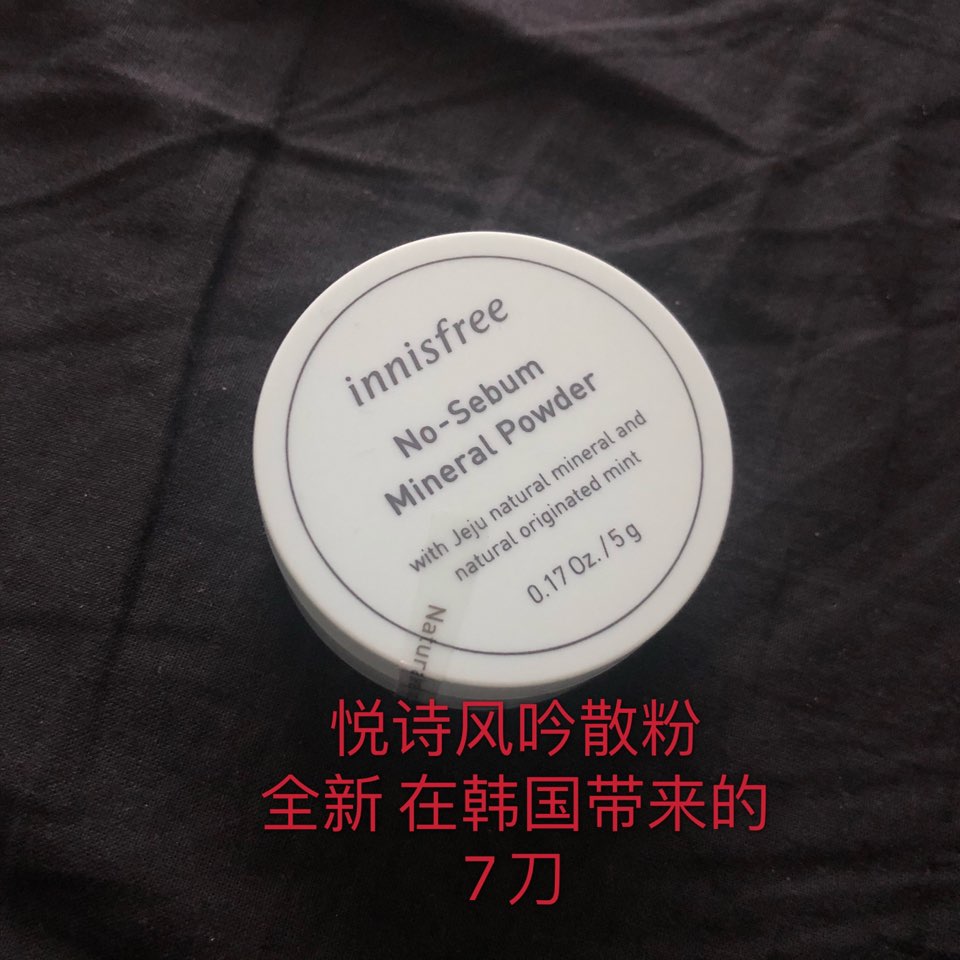 innisfree
No-Sebum
Mineral Powder
with Jeju natural mineral and
natural originated mint
0.17 Oz. / 5 g
悦诗风吟散粉
全新 在韩国带来的
7刀